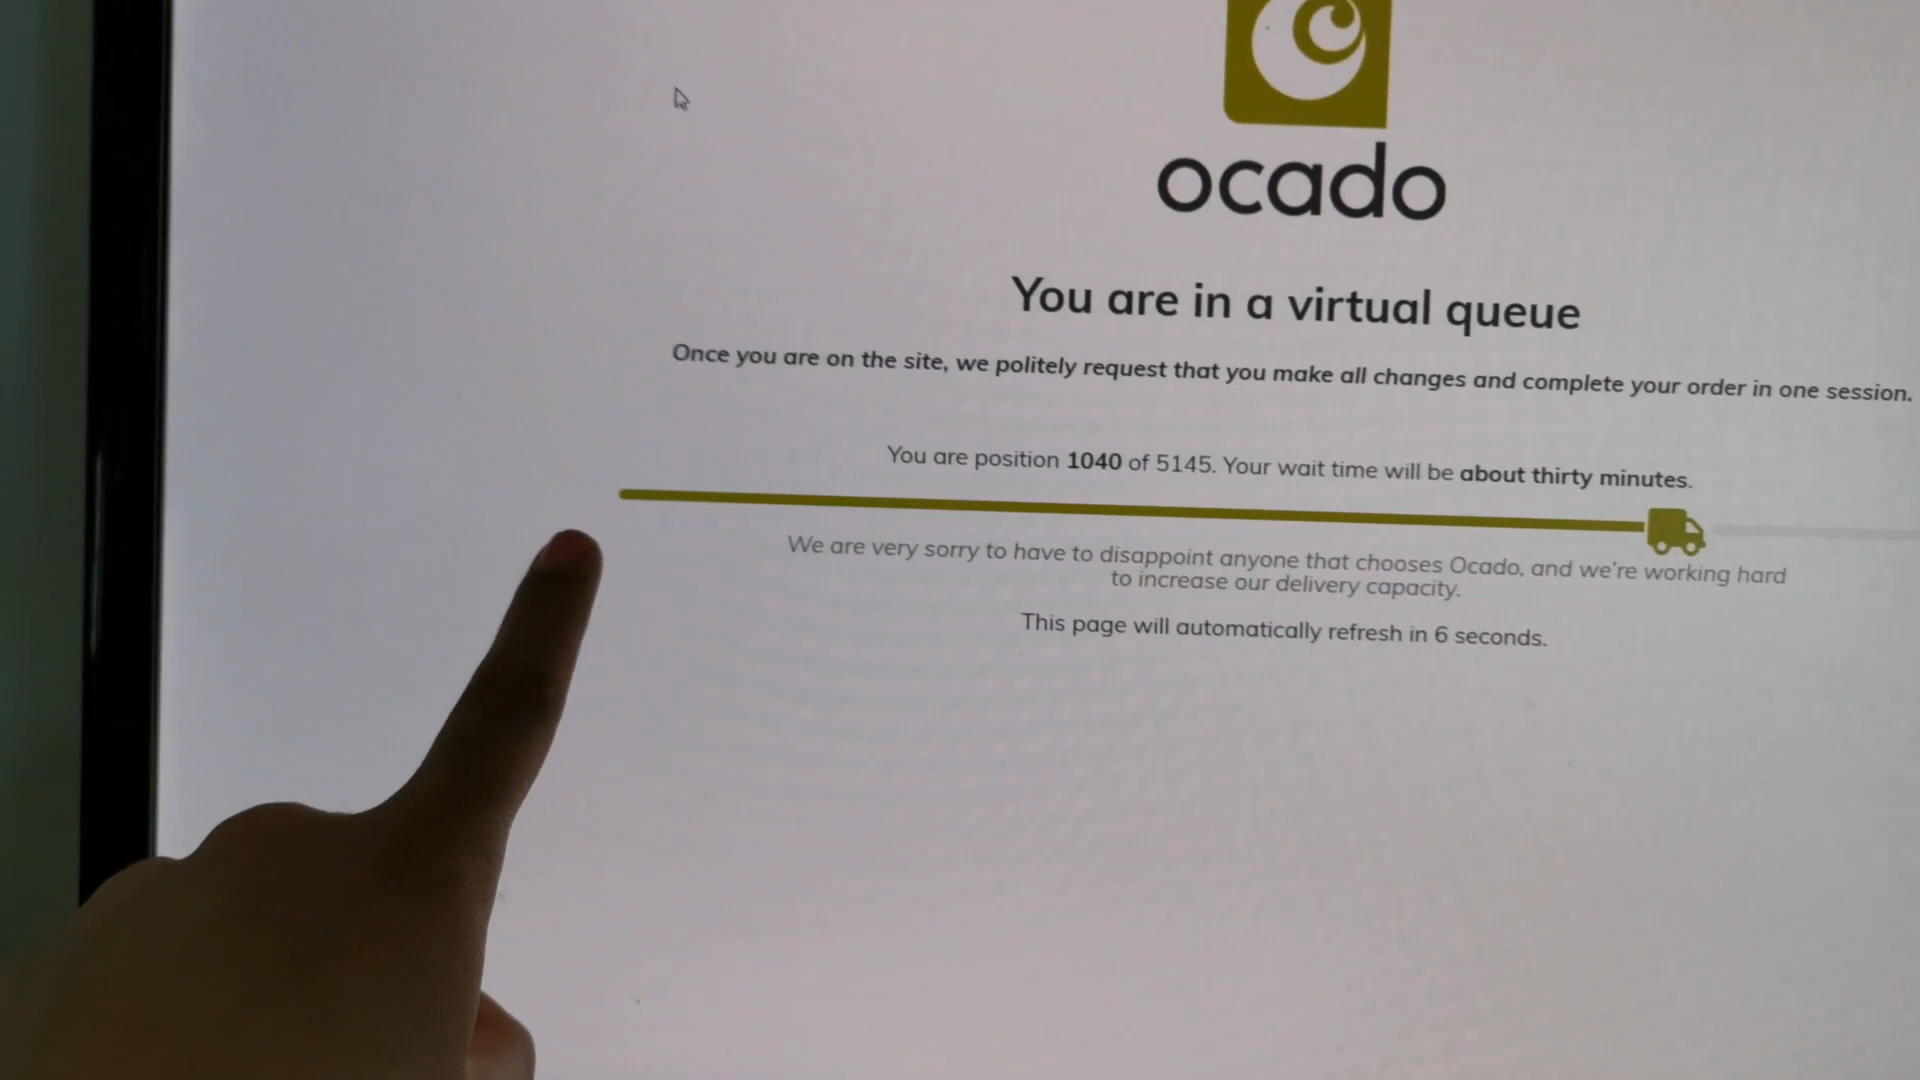 ocado
You are in a virtual queue
Once you are on the site, we politely request that you make all changes and complete your order in one session.
You are position 1040 of 5145. Your wait time will be about thirty minutes.
We are very sorry to have to disappoint anyone that chooses Ocado, and we're working hard
to increase our delivery capacity.
This page will automatically refresh in 6 seconds.